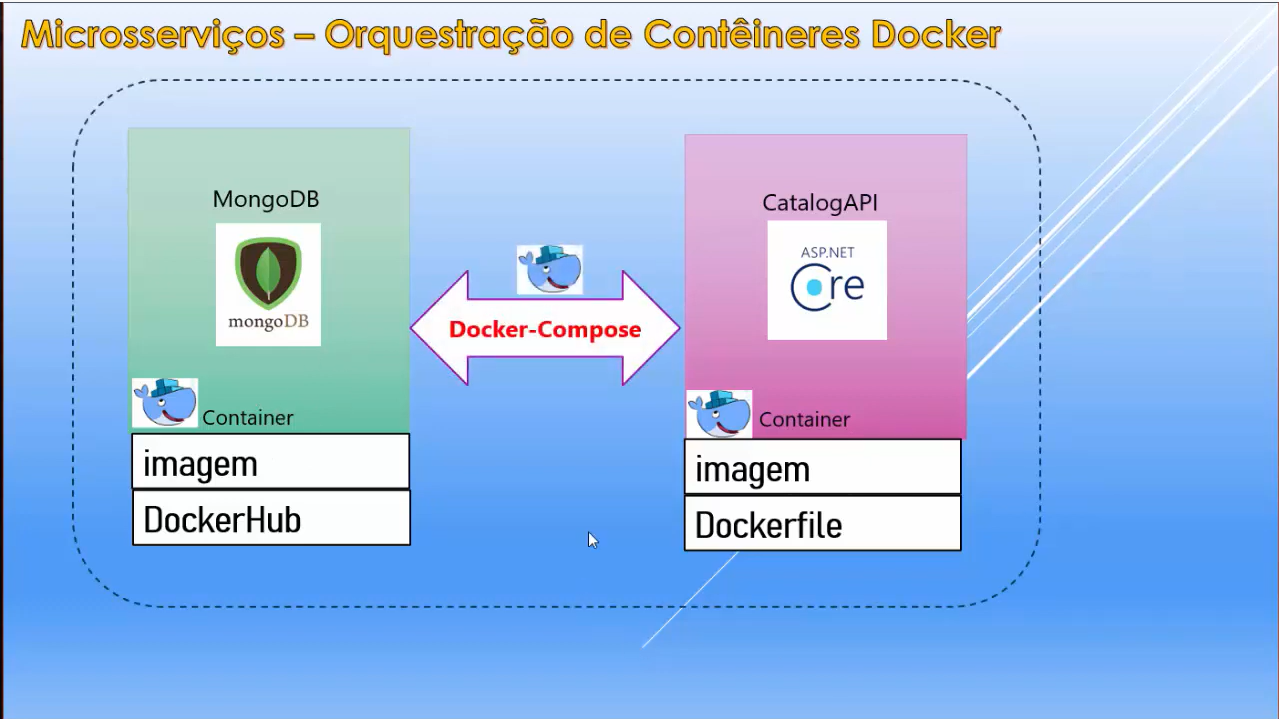 Microsserviços – Orquestração de Contêineres Docker
MongoDB
mongoDB
Container
imagem
DockerHub
Docker-Compose
CatalogAPI
ASP.NET
Core
Container
imagem
Dockerfile